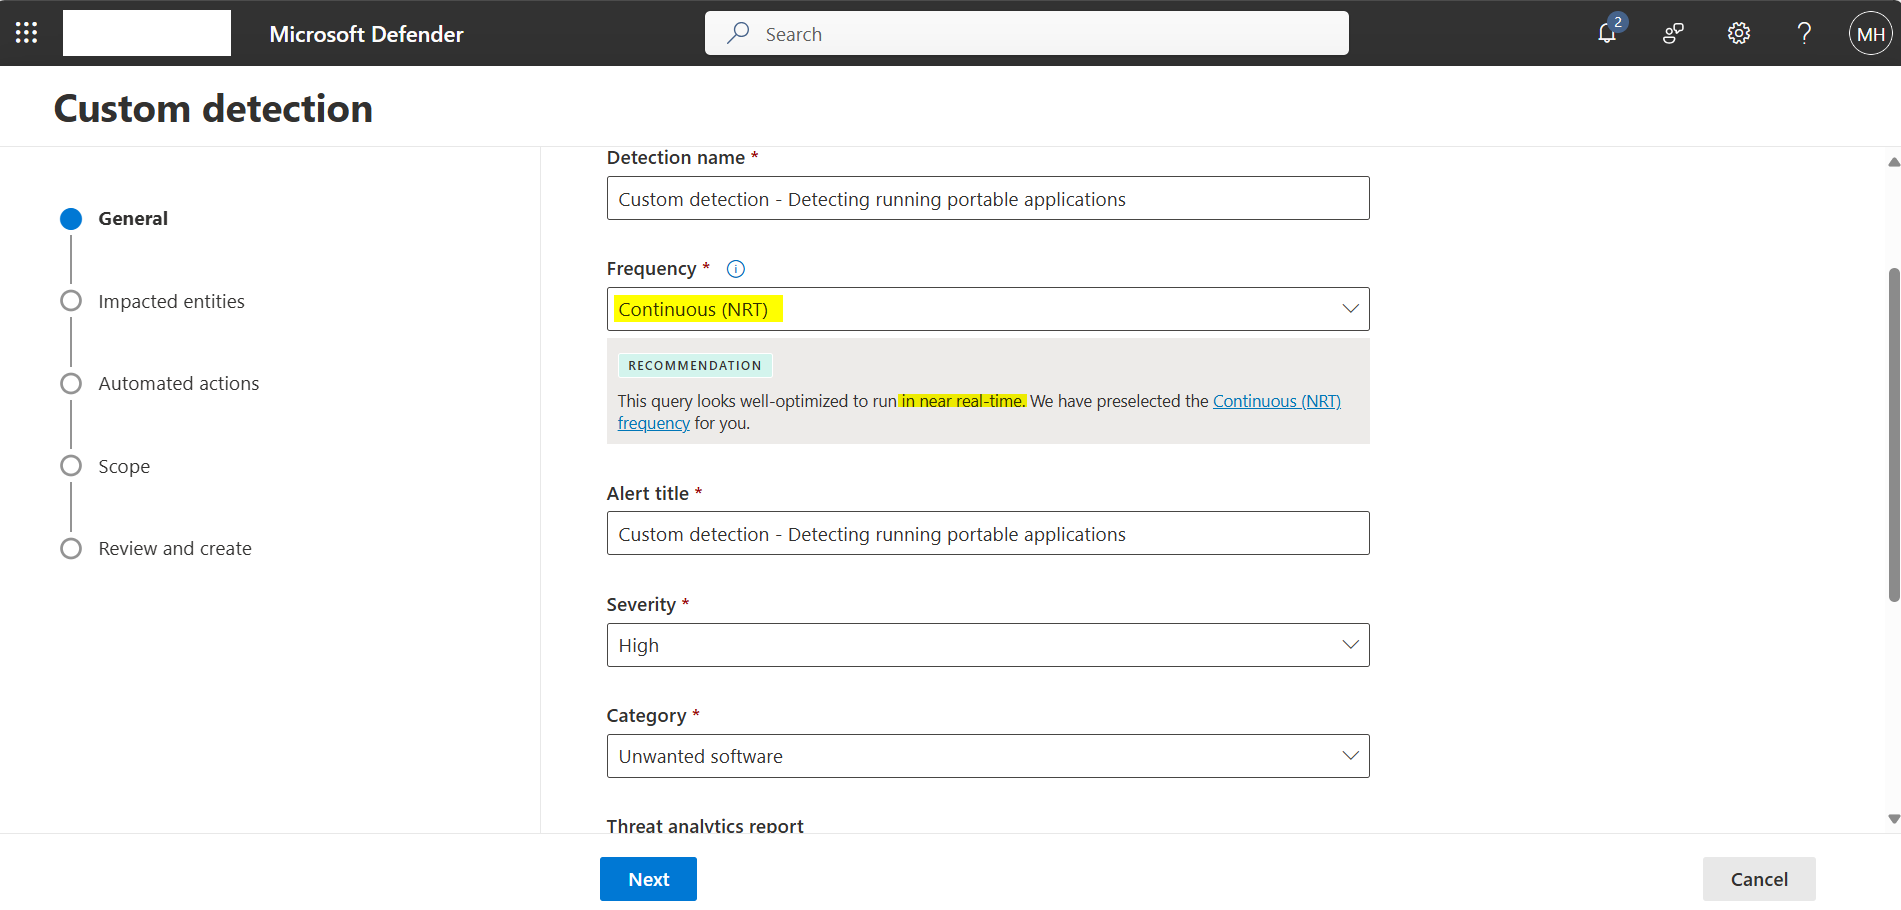 Microsoft Defender
Search
2
MH
Custom detection
General
Impacted entities
Automated actions
Scope
Review and create
Detection name *
Custom detection - Detecting running portable applications
Frequency *
Continuous (NRT)
RECOMMENDATION
This query looks well-optimized to run in near real-time. We have preselected the Continuous (NRT)
frequency for you.
Alert title *
Custom detection - Detecting running portable applications
Severity *
High
Category *
Unwanted software
Threat analytics report
Next
Cancel